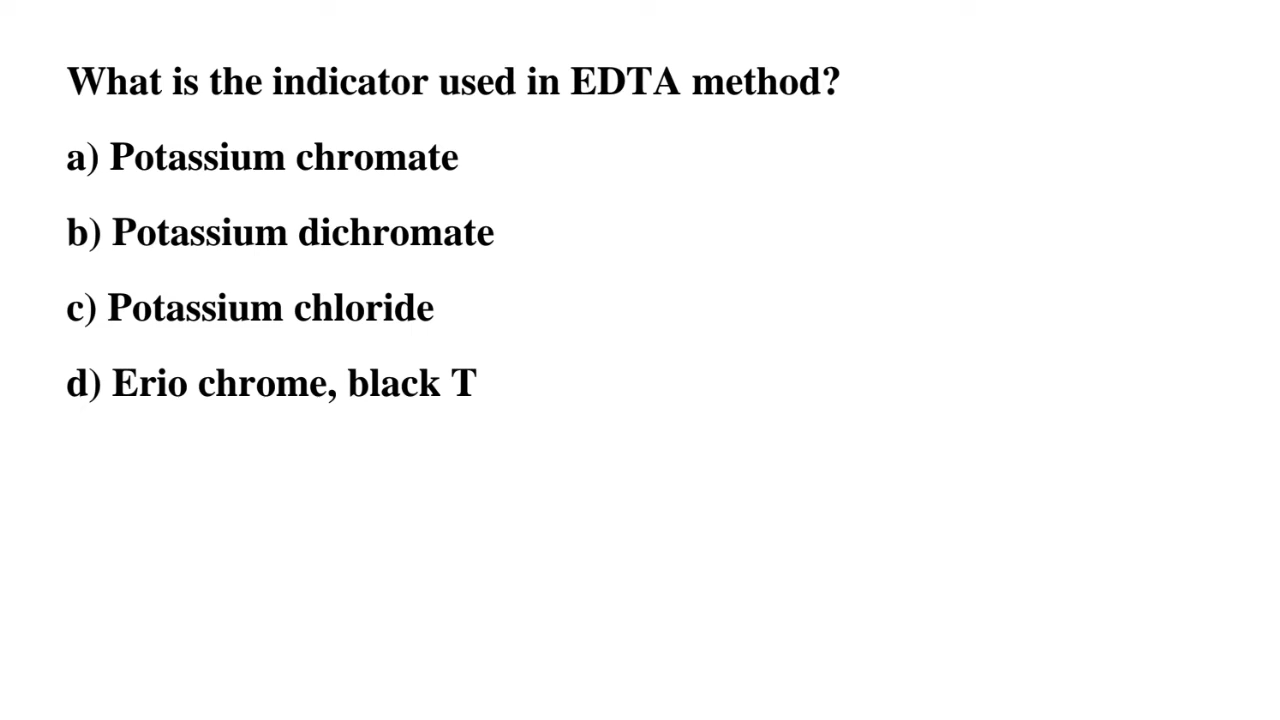 What is the indicator used in EDTA method?
a) Potassium chromate
b) Potassium dichromate
c) Potassium chloride
d) Erio chrome, black T